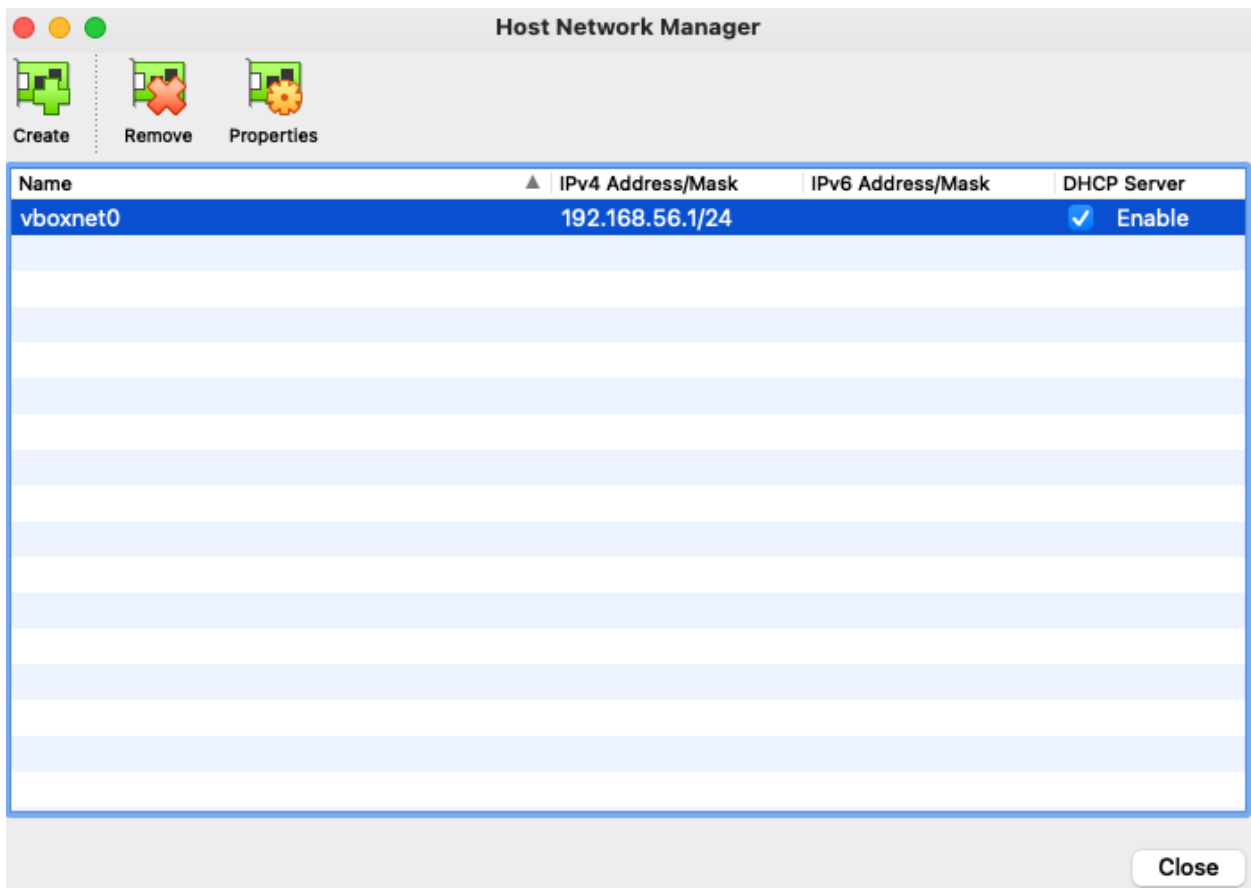 Host Network Manager
Create Remove Properties
Name IPv4 Address/Mask IPv6 Address/Mask DHCP Server
vboxnet0 192.168.56.1/24 Enable
Close